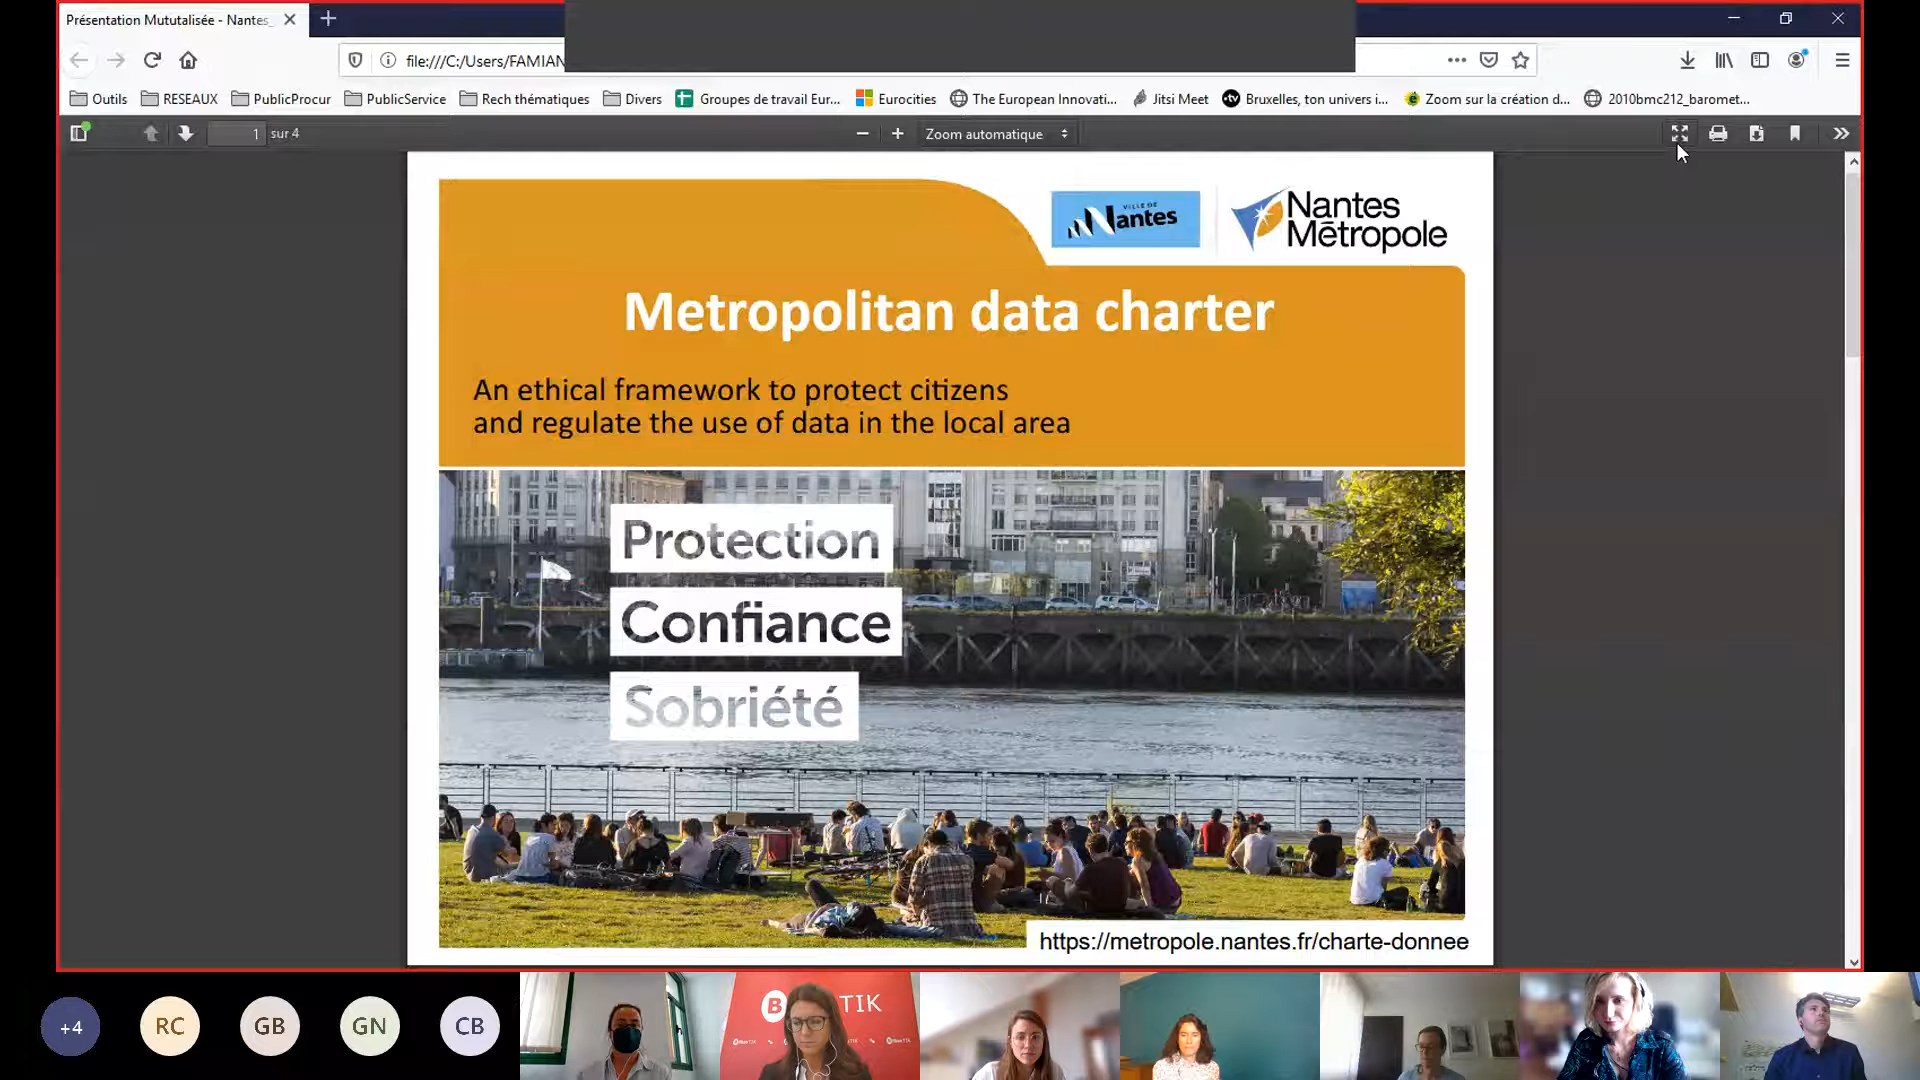 Présentation Mututalisée - Nantes_
file:///C:/Users/FAMIAN
Outils
RESEAUX
PublicProcur
PublicService
Rech thématiques
Divers
Groupes de travail Eur...
Eurocities
The European Innovati...
Jitsi Meet
Bruxelles, ton univers i...
Zoom sur la création d...
2010bmc212_baromet...
1 sur 4
Zoom automatique
VILLE DE
Nantes
Nantes
Métropole
Metropolitan data charter
An ethical framework to protect citizens
and regulate the use of data in the local area
Protection
Confiance
Sobriété
https://metropole.nantes.fr/charte-donnee
+4
RC
GB
GN
CB
B TIK